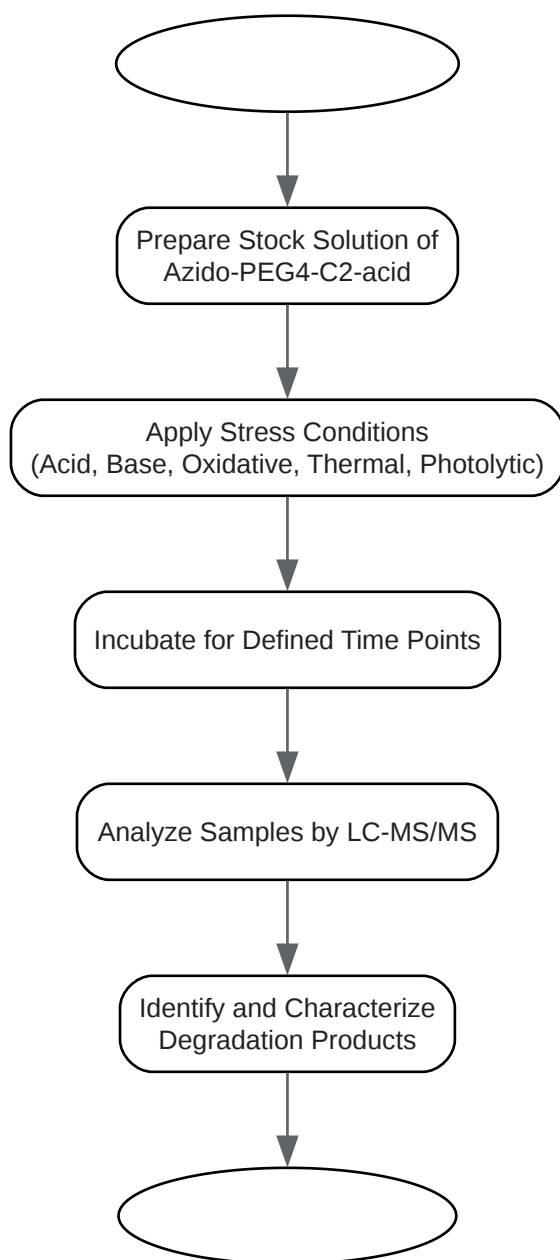 Prepare Stock Solution of
Azido-PEG4-C2-acid
Apply Stress Conditions
(Acid, Base, Oxidative, Thermal, Photolytic)
Incubate for Defined Time Points
Analyze Samples by LC-MS/MS
Identify and Characterize
Degradation Products